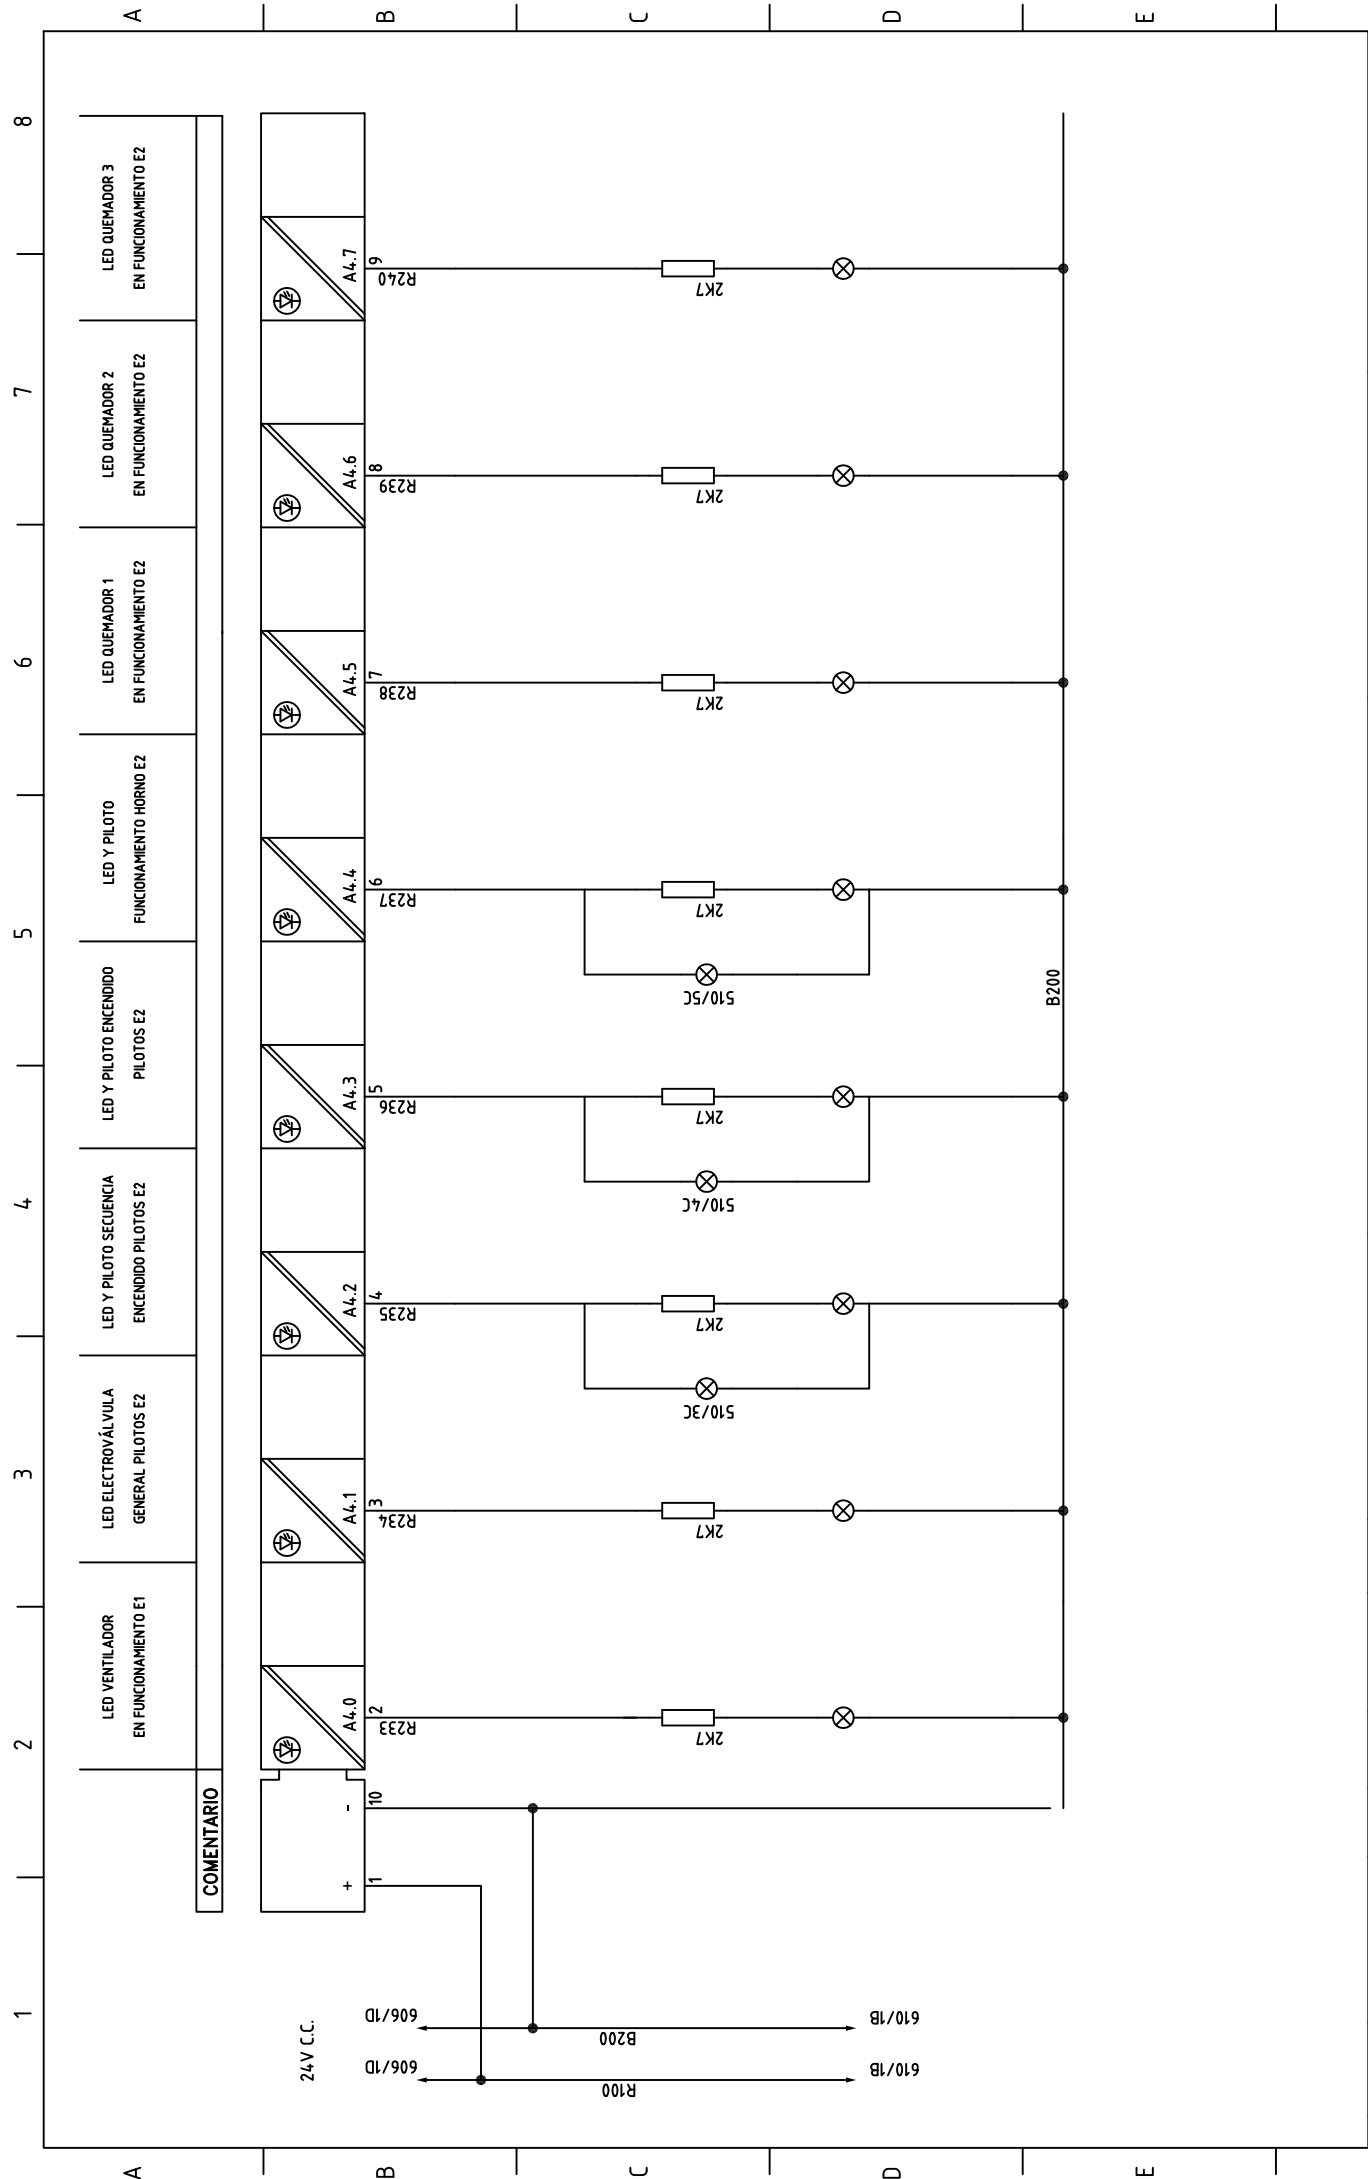 1
2
3
4
5
6
7
8
A
A
LED VENTILADOR
EN FUNCIONAMIENTO E1
LED ELECTROVÁLVULA
GENERAL PILOTOS E2
LED Y PILOTO SECUENCIA
ENCENDIDO PILOTOS E2
LED Y PILOTO ENCENDIDO
PILOTOS E2
LED Y PILOTO
FUNCIONAMIENTO HORNO E2
LED QUEMADOR 1
EN FUNCIONAMIENTO E2
LED QUEMADOR 2
EN FUNCIONAMIENTO E2
LED QUEMADOR 3
EN FUNCIONAMIENTO E2
COMENTARIO
24V C.C.
+
-
A4.0
A4.1
A4.2
A4.3
A4.4
A4.5
A4.6
A4.7
B
B
606/1D
606/1D
1
10
2
3
4
5
6
7
8
9
R233
R234
R235
R236
R237
R238
R239
R240
R100
B200
C
C
2K7
2K7
510/3C
2K7
510/4C
2K7
510/5C
2K7
2K7
2K7
2K7
D
D
610/1B
610/1B
B200
E
E